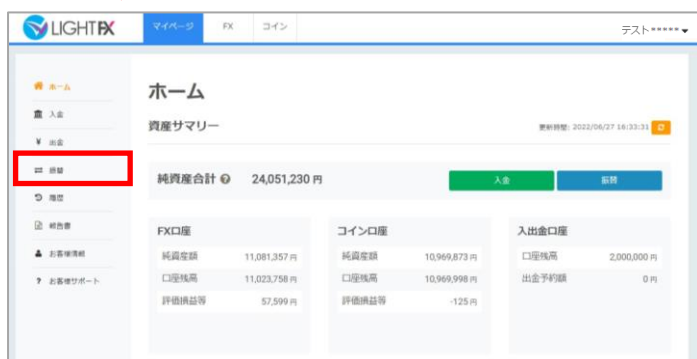 LIGHT FX
マイページ FX コイン
テスト*****
ホーム
入金
出金
振替
履歴
報告書
お客様情報
お客様サポート
ホーム
資産サマリー
更新時間: 2022/06/27 16:33:31
純資産合計 24,051,230 円
入金
振替
FX口座
純資産額 11,081,357 円
口座残高 11,023,758 円
評価損益等 57,599 円
コイン口座
純資産額 10,969,873 円
口座残高 10,969,998 円
評価損益等 -125 円
入出金口座
口座残高 2,000,000 円
出金予約額 0 円